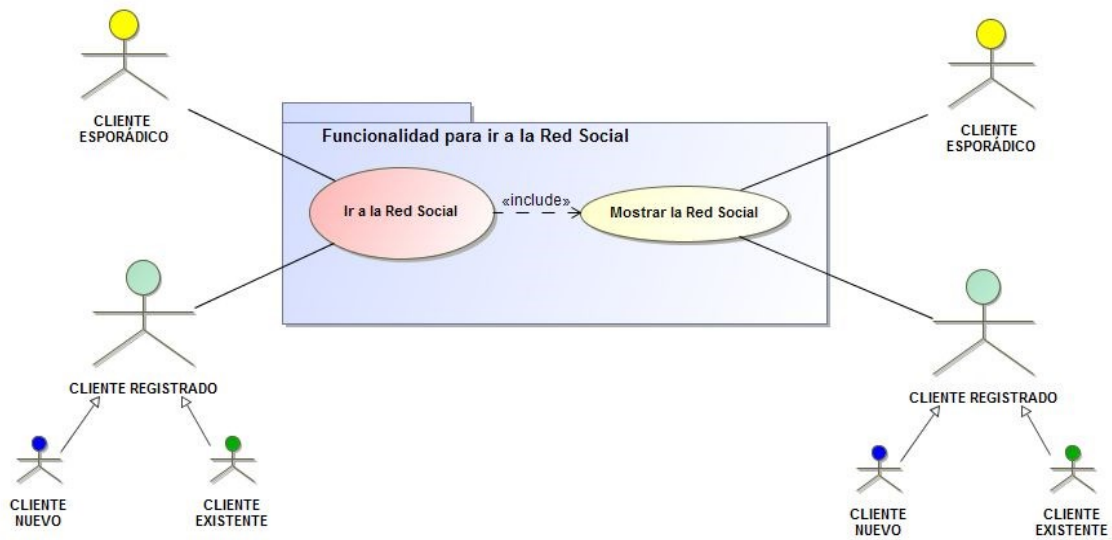 CLIENTE
ESPORÁDICO
CLIENTE
ESPORÁDICO
Funcionalidad para ir a la Red Social
Ir a la Red Social
«include»
Mostrar la Red Social
CLIENTE REGISTRADO
CLIENTE REGISTRADO
CLIENTE
NUEVO
CLIENTE
EXISTENTE
CLIENTE
NUEVO
CLIENTE
EXISTENTE